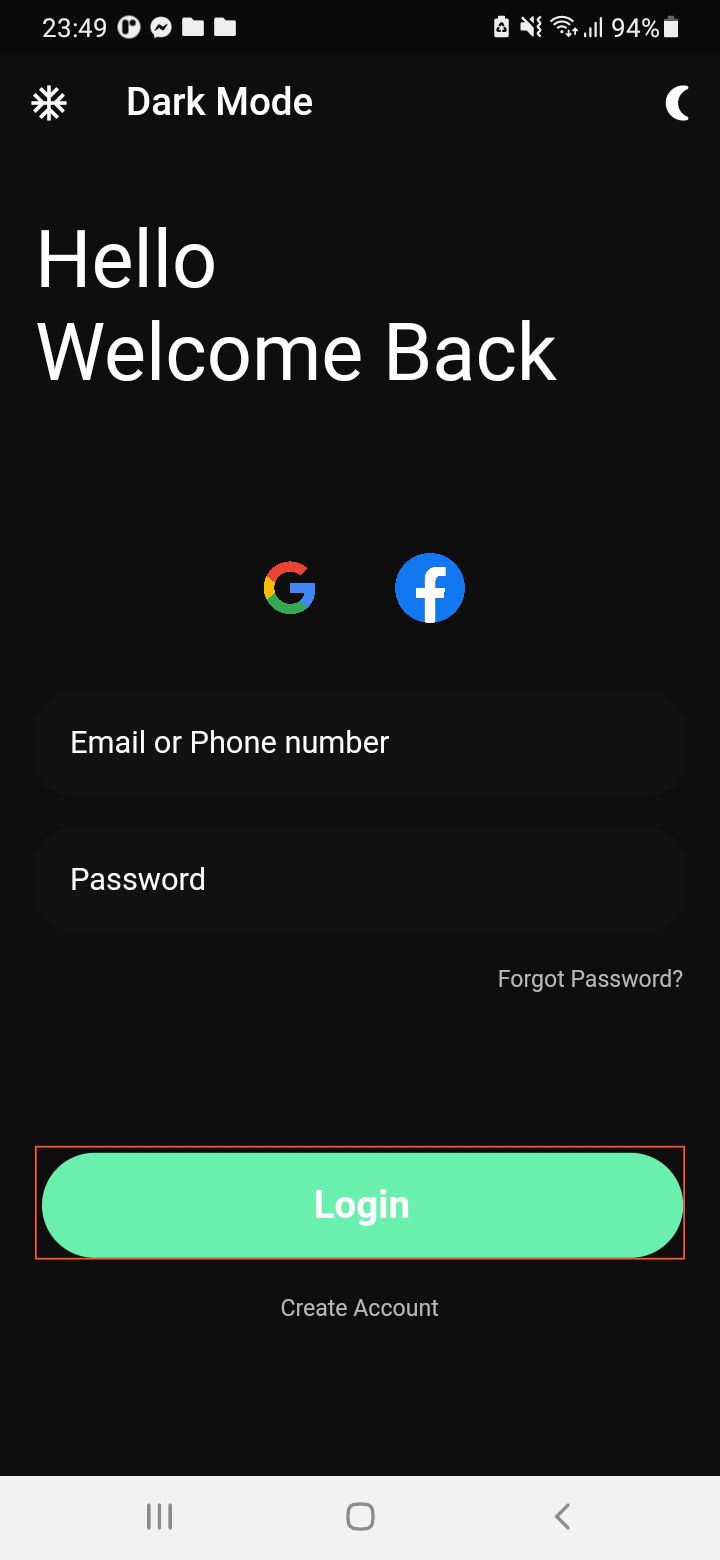 23:49 94%
Dark Mode
Hello
Welcome Back
Email or Phone number
Password
Forgot Password?
Login
Create Account